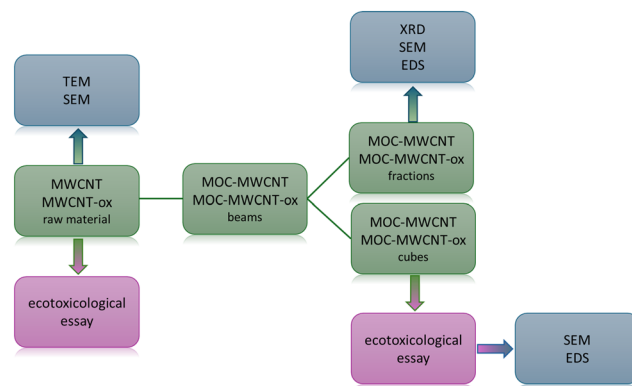 XRD
SEM
EDS
TEM
SEM
MWCNT
MWCNT-ox
raw material
MOC-MWCNT
MOC-MWCNT-ox
beams
MOC-MWCNT
MOC-MWCNT-ox
fractions
MOC-MWCNT
MOC-MWCNT-ox
cubes
ecotoxicological
essay
ecotoxicological
essay
SEM
EDS